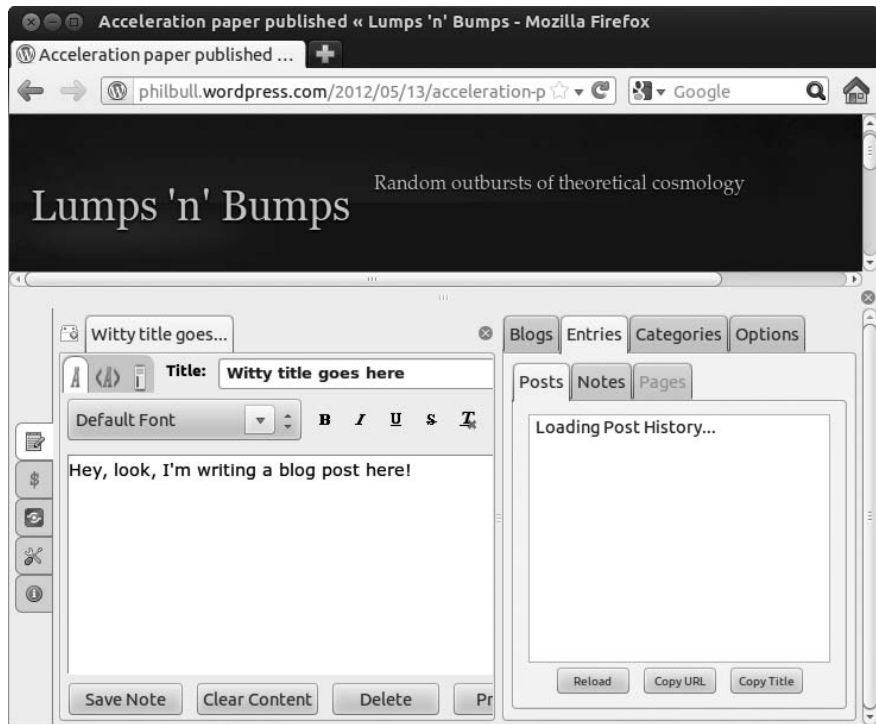 Acceleration paper published « Lumps 'n' Bumps - Mozilla Firefox
Acceleration paper published ...
philbull.wordpress.com/2012/05/13/acceleration-p
Google
Lumps 'n' Bumps
Random outbursts of theoretical cosmology
Witty title goes...
Title: Witty title goes here
Default Font
B I U S T
Hey, look, I'm writing a blog post here!
Save Note Clear Content Delete Pr
Blogs Entries Categories Options
Posts Notes Pages
Loading Post History...
Reload Copy URL Copy Title